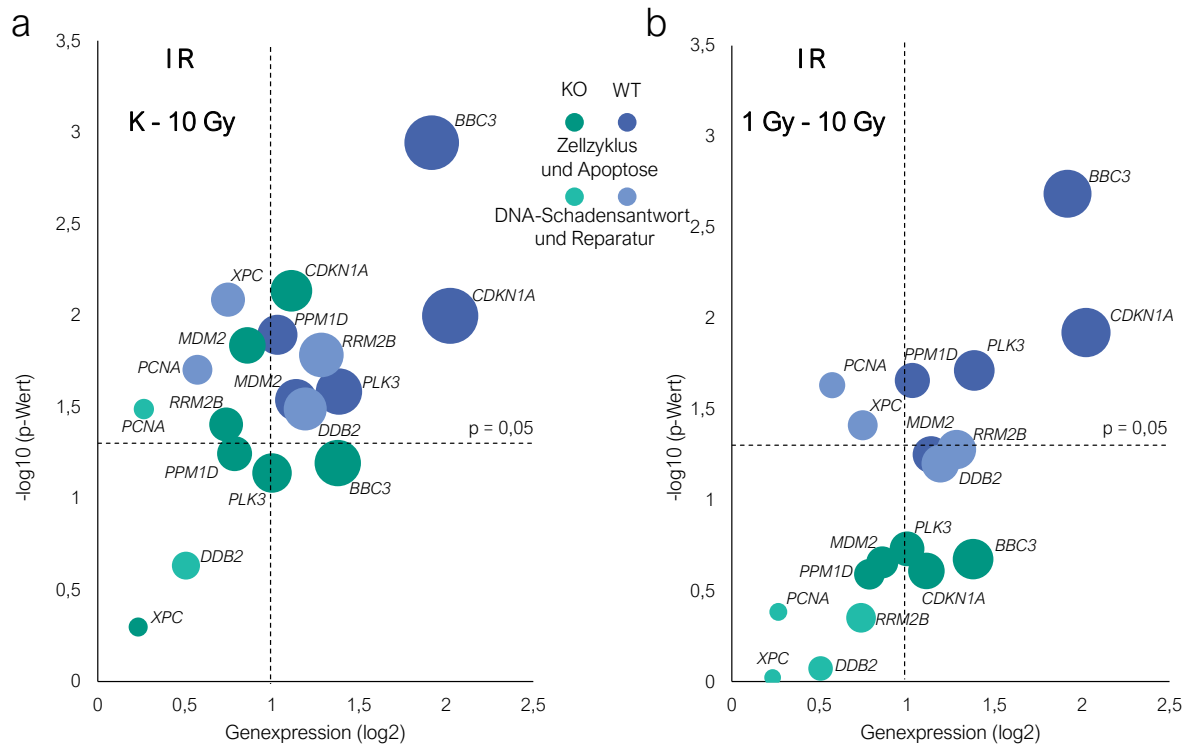 a
IR
K - 10 Gy
3,5
3
2,5
2
1,5
1
0,5
0
-log10 (p-Wert)
BBC3
CDKN1A
XPC
CDKN1A
PPM1D
MDM2
RRM2B
PCNA
MDM2
PLK3
RRM2B
PCNA
DDB2
p = 0,05
PPM1D
PLK3
BBC3
DDB2
XPC
0
0,5
1
1,5
2
2,5
Genexpression (log2)
KO WT
Zellzyklus
und Apoptose
DNA-Schadensantwort
und Reparatur
b
IR
1 Gy - 10 Gy
3,5
3
2,5
2
1,5
1
0,5
0
-log10 (p-Wert)
BBC3
CDKN1A
PLK3
PPM1D
PCNA
XPC
MDM2
RRM2B
p = 0,05
DDB2
PLK3
MDM2
BBC3
PPM1D
CDKN1A
PCNA
RRM2B
XPC
DDB2
0
0,5
1
1,5
2
2,5
Genexpression (log2)